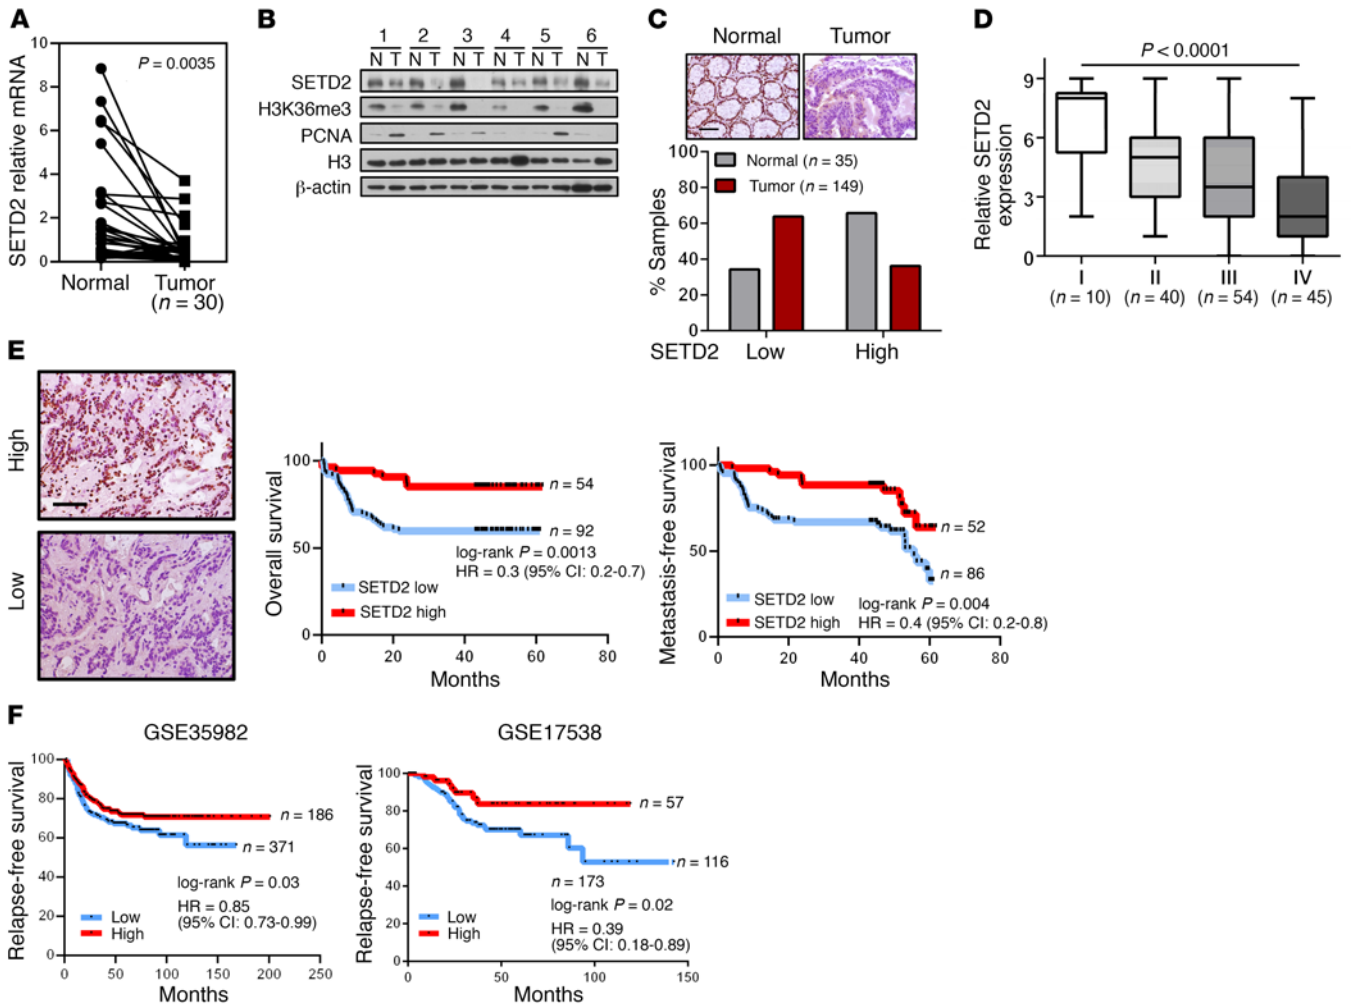 A
SETD2 relative mRNA
10
8
6
4
2
0
P = 0.0035
Normal
Tumor
(n = 30)
B
1 2 3 4 5 6
N T N T N T N T N T N T
SETD2
H3K36me3
PCNA
H3
β-actin
C
Normal Tumor
% Samples
100
80
60
40
20
0
Normal (n = 35)
Tumor (n = 149)
SETD2 Low High
D
Relative SETD2
expression
P < 0.0001
9
6
3
0
I II III IV
(n = 10) (n = 40) (n = 54) (n = 45)
E
High
Low
Overall survival
100
50
0
n = 54
n = 92
log-rank P = 0.0013
HR = 0.3 (95% CI: 0.2-0.7)
SETD2 low
SETD2 high
0 20 40 60 80
Months
Metastasis-free survival
100
50
0
n = 52
n = 86
SETD2 low
SETD2 high
log-rank P = 0.004
HR = 0.4 (95% CI: 0.2-0.8)
0 20 40 60 80
Months
F
GSE35982
Relapse-free survival
100
80
60
40
20
0
n = 186
n = 371
log-rank P = 0.03
HR = 0.85
(95% CI: 0.73-0.99)
Low
High
0 50 100 150 200 250
Months
GSE17538
Relapse-free survival
100
80
60
40
20
0
n = 57
n = 116
n = 173
log-rank P = 0.02
HR = 0.39
(95% CI: 0.18-0.89)
Low
High
0 50 100 150
Months